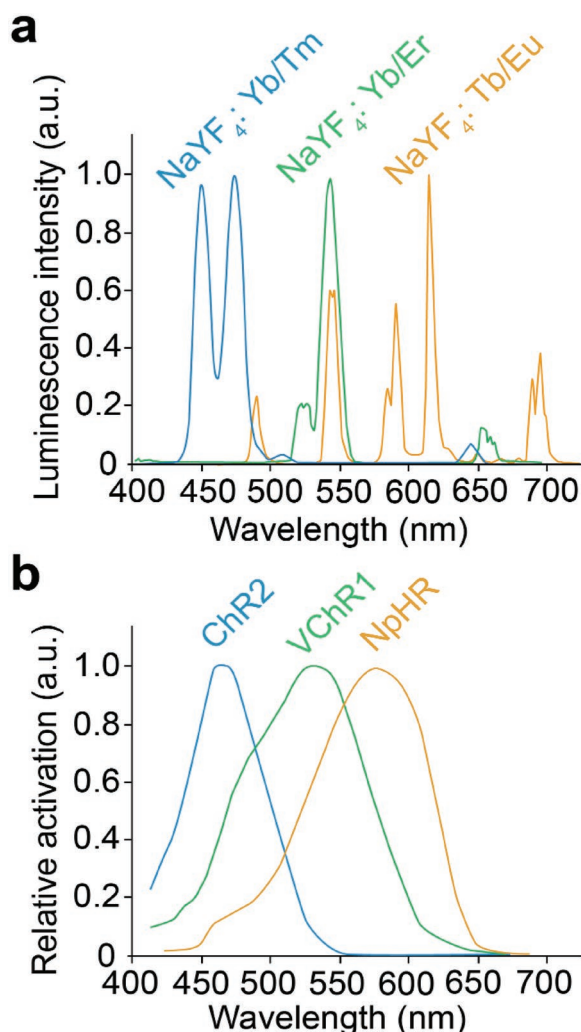 a
NaYF4: Yb/Tm
NaYF4: Yb/Er
NaYF4: Tb/Eu
Luminescence intensity (a.u.)
1.0
0.8
0.6
0.4
0.2
0
400 450 500 550 600 650 700
Wavelength (nm)
b
ChR2
VChR1
NpHR
Relative activation (a.u.)
1.0
0.8
0.6
0.4
0.2
0
400 450 500 550 600 650 700
Wavelength (nm)